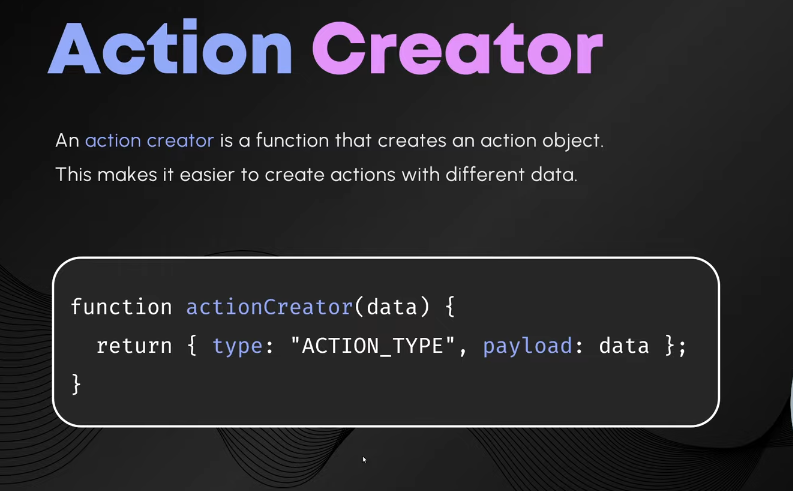 Action Creator
An action creator is a function that creates an action object.
This makes it easier to create actions with different data.
function actionCreator(data) {
  return { type: "ACTION_TYPE", payload: data };
}